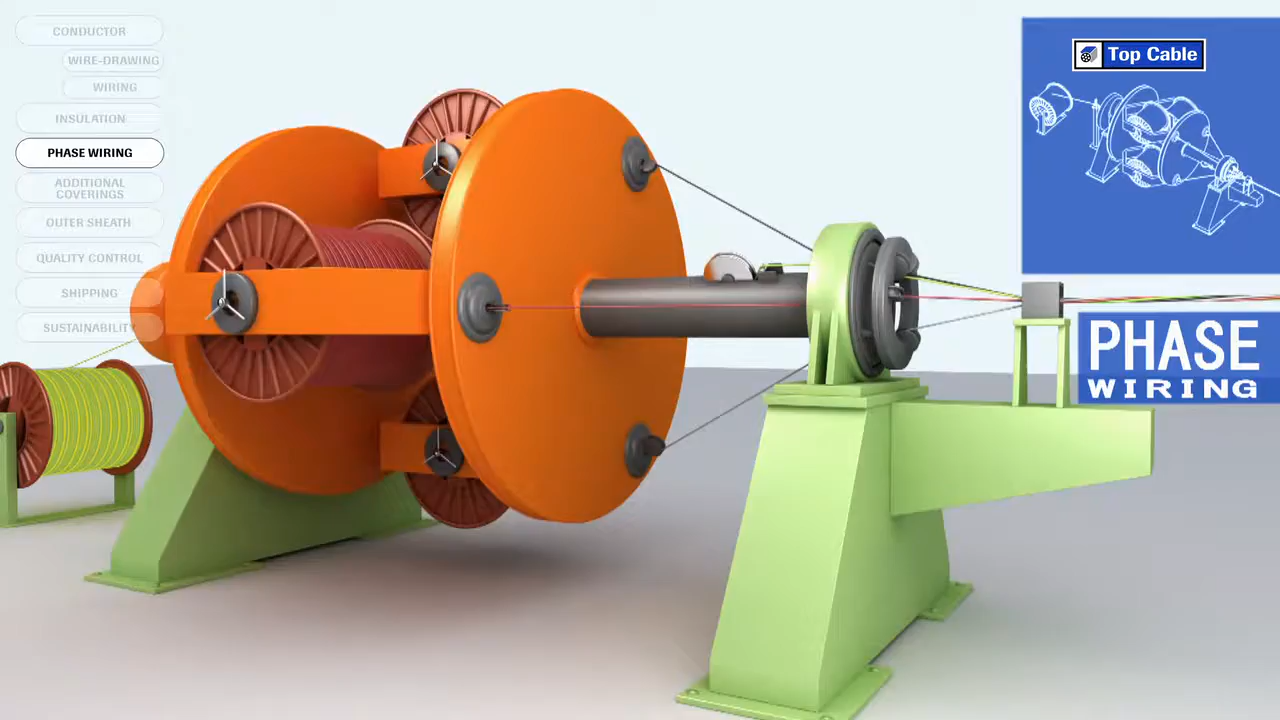 CONDUCTOR
WIRE-DRAWING
WIRING
INSULATION
PHASE WIRING
ADDITIONAL
COVERINGS
OUTER SHEATH
QUALITY CONTROL
SHIPPING
SUSTAINABILITY
Top Cable
PHASE
WIRING